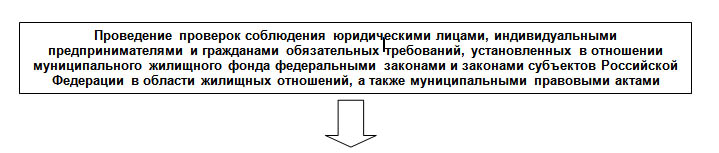 Проведение проверок соблюдения юридическими лицами, индивидуальными
предпринимателями и гражданами обязательных требований, установленных в отношении
муниципального жилищного фонда федеральными законами и законами субъектов Российской
Федерации в области жилищных отношений, а также муниципальными правовыми актами